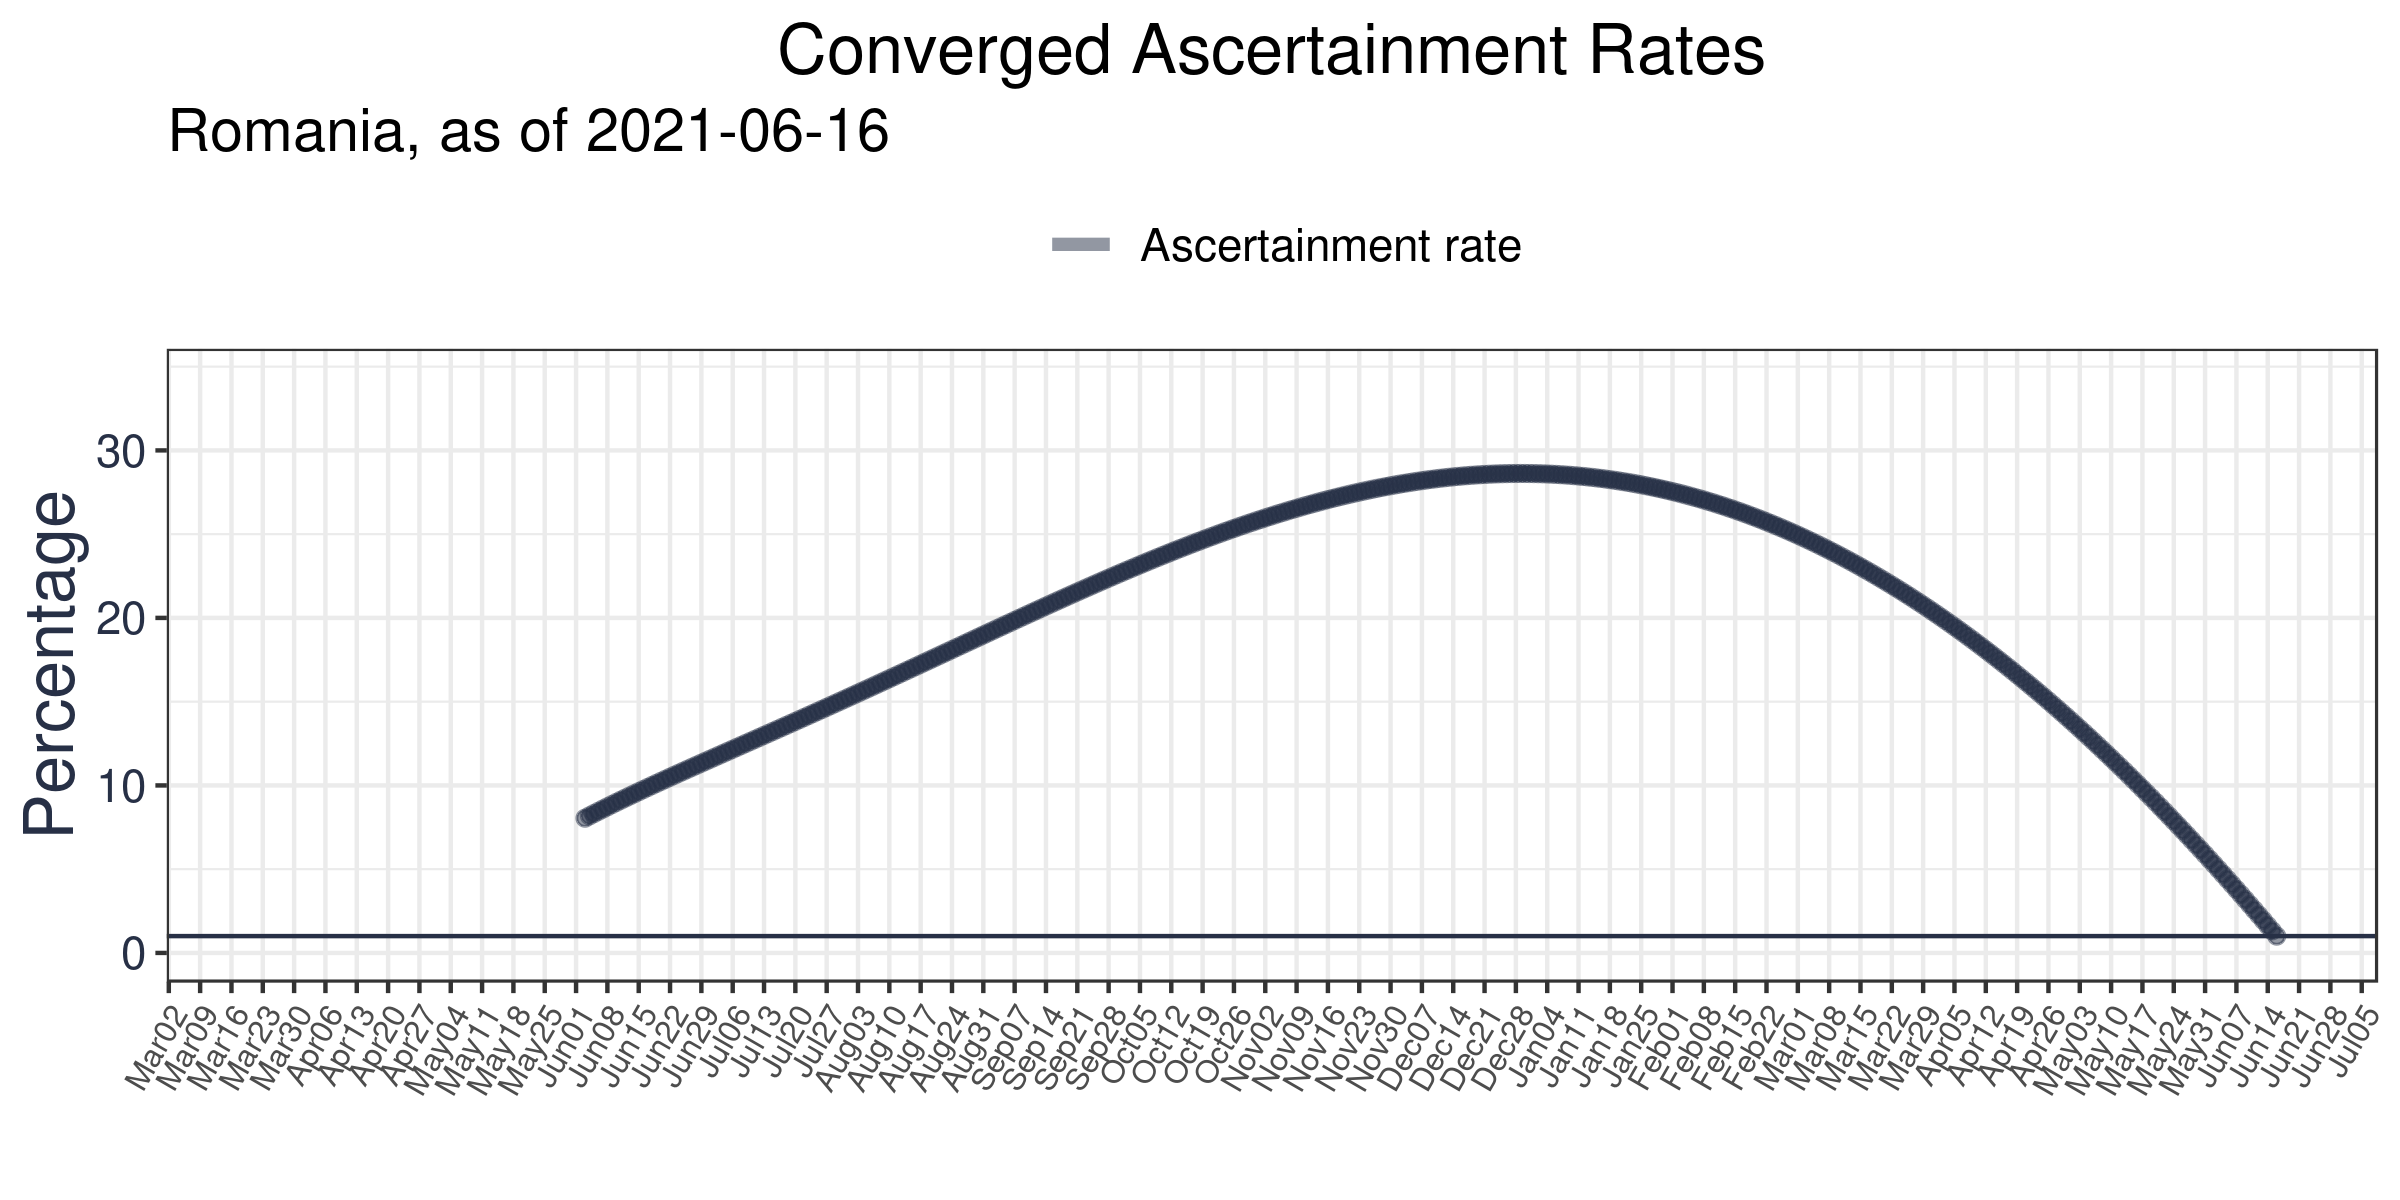 Converged Ascertainment Rates
Romania, as of 2021-06-16
Ascertainment rate
Percentage
30
20
10
0
Mar02
Mar09
Mar16
Mar23
Mar30
Apr06
Apr13
Apr20
Apr27
May04
May11
May18
May25
Jun01
Jun08
Jun15
Jun22
Jun29
Jul06
Jul13
Jul20
Jul27
Aug03
Aug10
Aug17
Aug24
Aug31
Sep07
Sep14
Sep21
Sep28
Oct05
Oct12
Oct19
Oct26
Nov02
Nov09
Nov16
Nov23
Nov30
Dec07
Dec14
Dec21
Dec28
Jan04
Jan11
Jan18
Jan25
Feb01
Feb08
Feb15
Feb22
Mar01
Mar08
Mar15
Mar22
Mar29
Apr05
Apr12
Apr19
Apr26
May03
May10
May17
May24
May31
Jun07
Jun14
Jun21
Jun28
Jul05